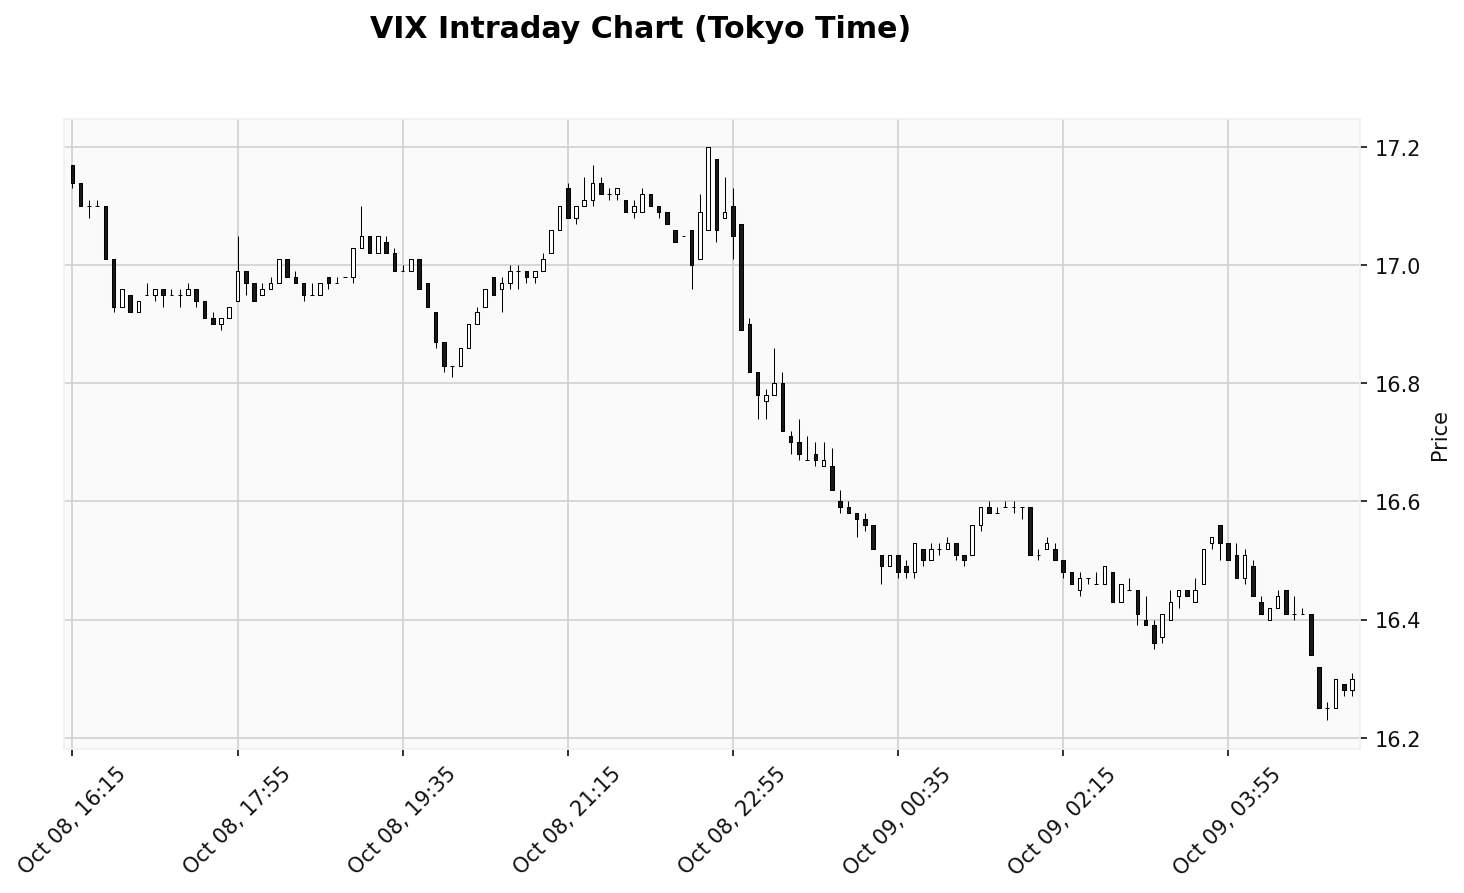 VIX Intraday Chart (Tokyo Time)
17.2
17.0
16.8
16.6
16.4
16.2
Price
Oct 08, 16:15
Oct 08, 17:55
Oct 08, 19:35
Oct 08, 21:15
Oct 08, 22:55
Oct 09, 00:35
Oct 09, 02:15
Oct 09, 03:55